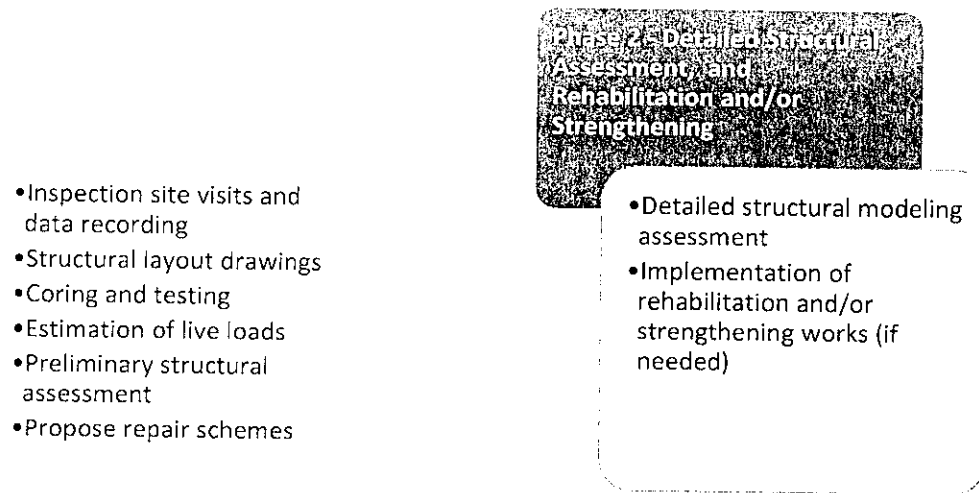 •Inspection site visits and
data recording
•Structural layout drawings
•Coring and testing
•Estimation of live loads
•Preliminary structural
assessment
•Propose repair schemes
Phase 2 - Detailed Structural
Assessment, and
Rehabilitation and/or
Strengthening
•Detailed structural modeling
assessment
•Implementation of
rehabilitation and/or
strengthening works (if
needed)